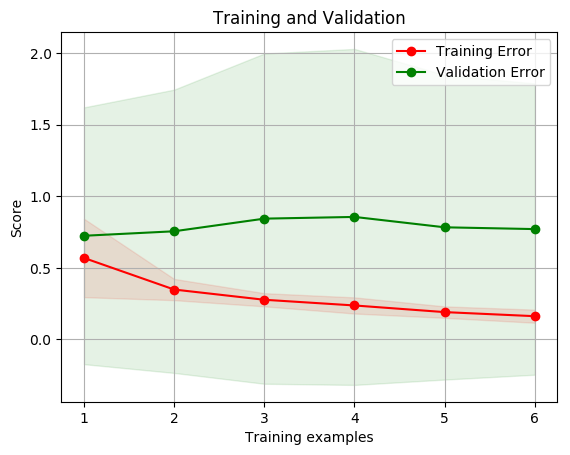 Training and Validation
Training Error
Validation Error
Score
2.0
1.5
1.0
0.5
0.0
1 2 3 4 5 6
Training examples